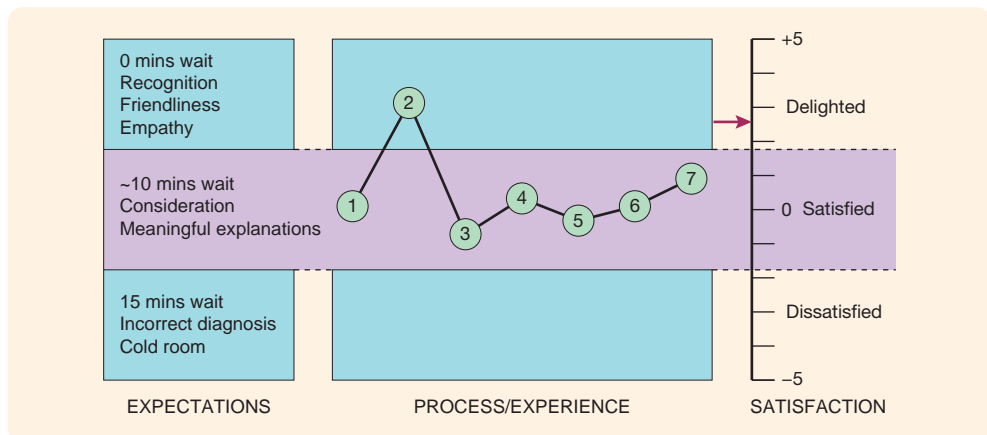 0 mins wait
Recognition
Friendliness
Empathy
~10 mins wait
Consideration
Meaningful explanations
15 mins wait
Incorrect diagnosis
Cold room
EXPECTATIONS
1
2
3
4
5
6
7
PROCESS/EXPERIENCE
+5
Delighted
0 Satisfied
Dissatisfied
–5
SATISFACTION